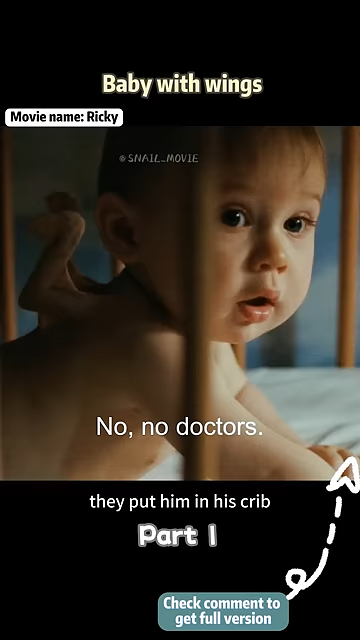 Baby with wings
Movie name: Ricky
@SNAIL_MOVIE
No, no doctors.
they put him in his crib
Part 1
Check comment to
get full version